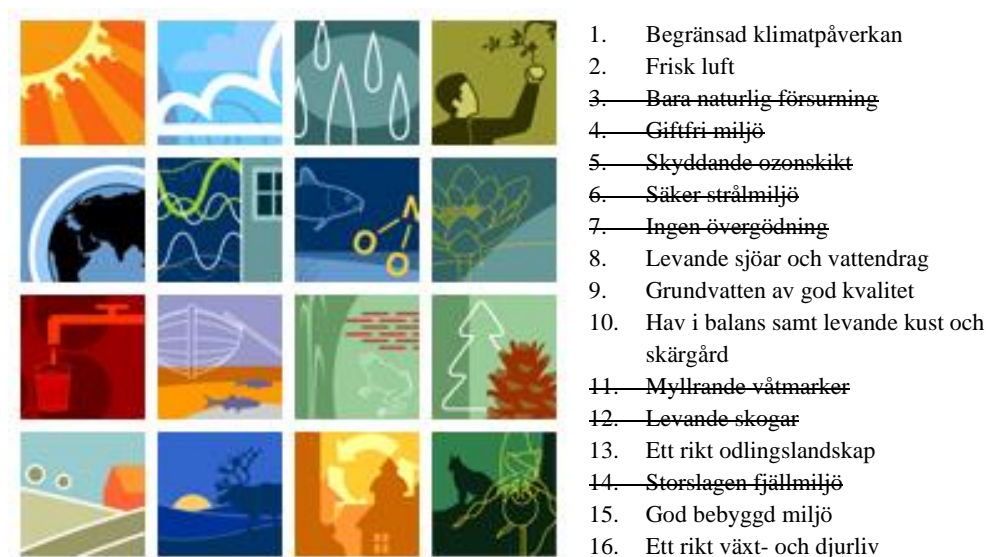 1. Begränsad klimatpåverkan
2. Frisk luft
3. Bara naturlig försurning
4. Giftfri miljö
5. Skyddande ozonskikt
6. Säker strålmiljö
7. Ingen övergödning
8. Levande sjöar och vattendrag
9. Grundvatten av god kvalitet
10. Hav i balans samt levande kust och
skärgård
11. Myllrande våtmarker
12. Levande skogar
13. Ett rikt odlingslandskap
14. Storslagen fjällmiljö
15. God bebyggd miljö
16. Ett rikt växt- och djurliv